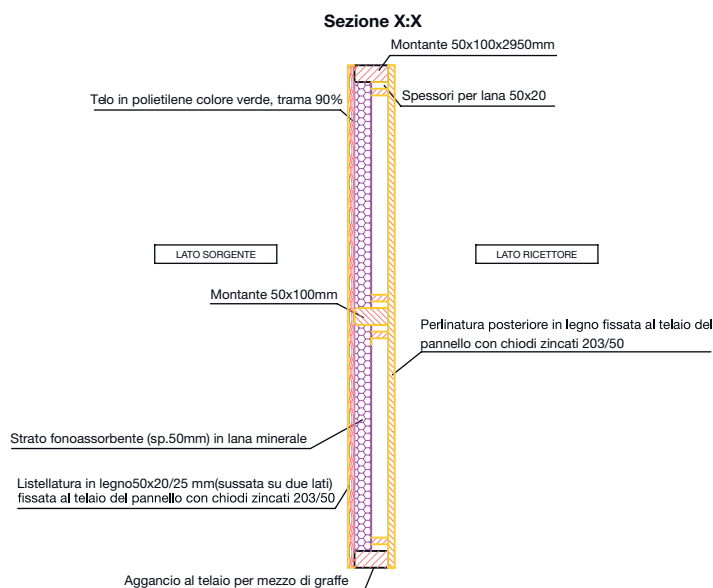 Sezione X:X
Montante 50x100x2950mm
Telo in polietilene colore verde, trama 90%
Spessori per lana 50x20
LATO SORGENTE
LATO RICETTORE
Montante 50x100mm
Perlinatura posteriore in legno fissata al telaio del
pannello con chiodi zincati 203/50
Strato fonoassorbente (sp.50mm) in lana minerale
Listellatura in legno50x20/25 mm(sussata su due lati)
fissata al telaio del pannello con chiodi zincati 203/50
Aggancio al telaio per mezzo di graffe